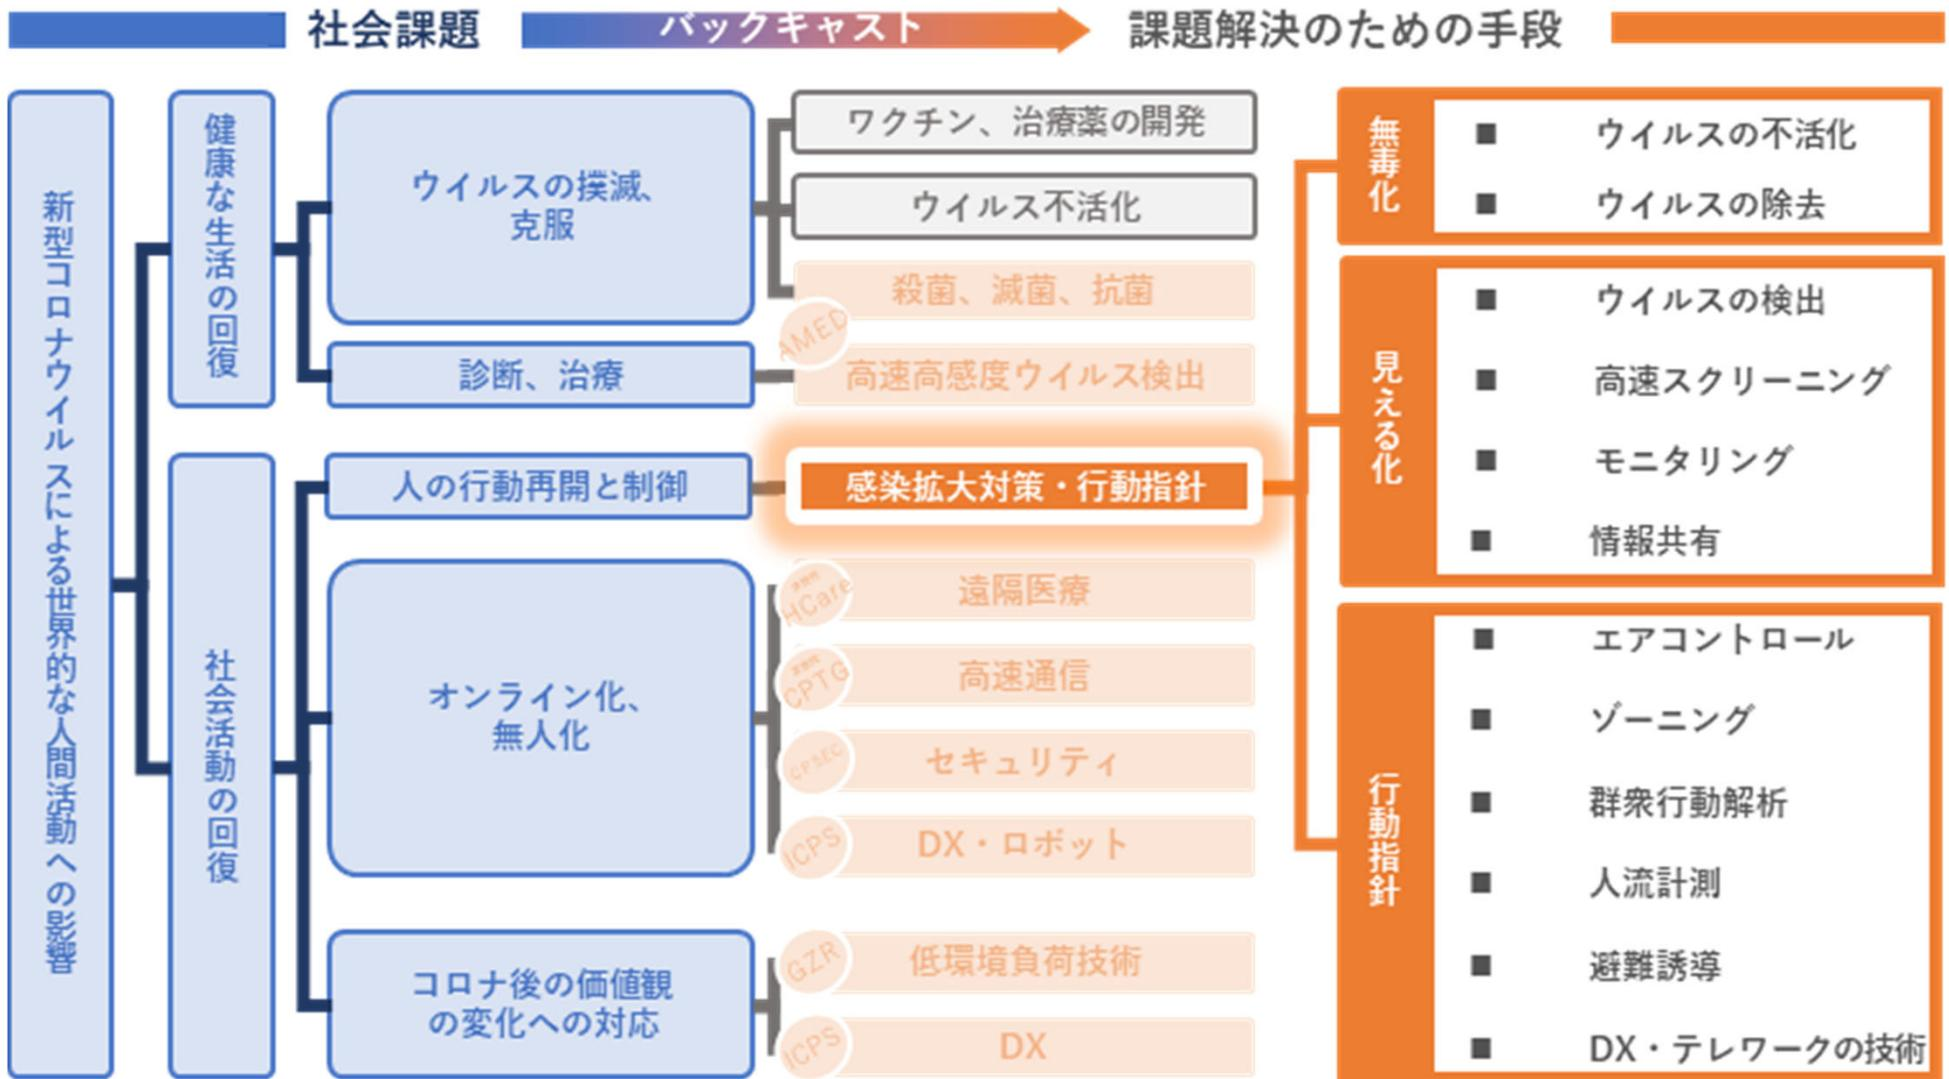 社会課題
バックキャスト
課題解決のための手段
新型コロナウイルスによる世界的な人間活動への影響
健康な生活の回復
ウイルスの撲滅、
克服
ワクチン、治療薬の開発
ウイルス不活化
殺菌、滅菌、抗菌
AMED
診断、治療
高速高感度ウイルス検出
社会活動の回復
人の行動再開と制御
感染拡大対策・行動指針
オンライン化、
無人化
HCare
遠隔医療
CPTG
高速通信
CPSEC
セキュリティ
ICPS
DX・ロボット
コロナ後の価値観
の変化への対応
GZR
低環境負荷技術
ICPS
DX
無毒化
■ ウイルスの不活化
■ ウイルスの除去
見える化
■ ウイルスの検出
■ 高速スクリーニング
■ モニタリング
■ 情報共有
行動指針
■ エアコントロール
■ ゾーニング
■ 群衆行動解析
■ 人流計測
■ 避難誘導
■ DX・テレワークの技術